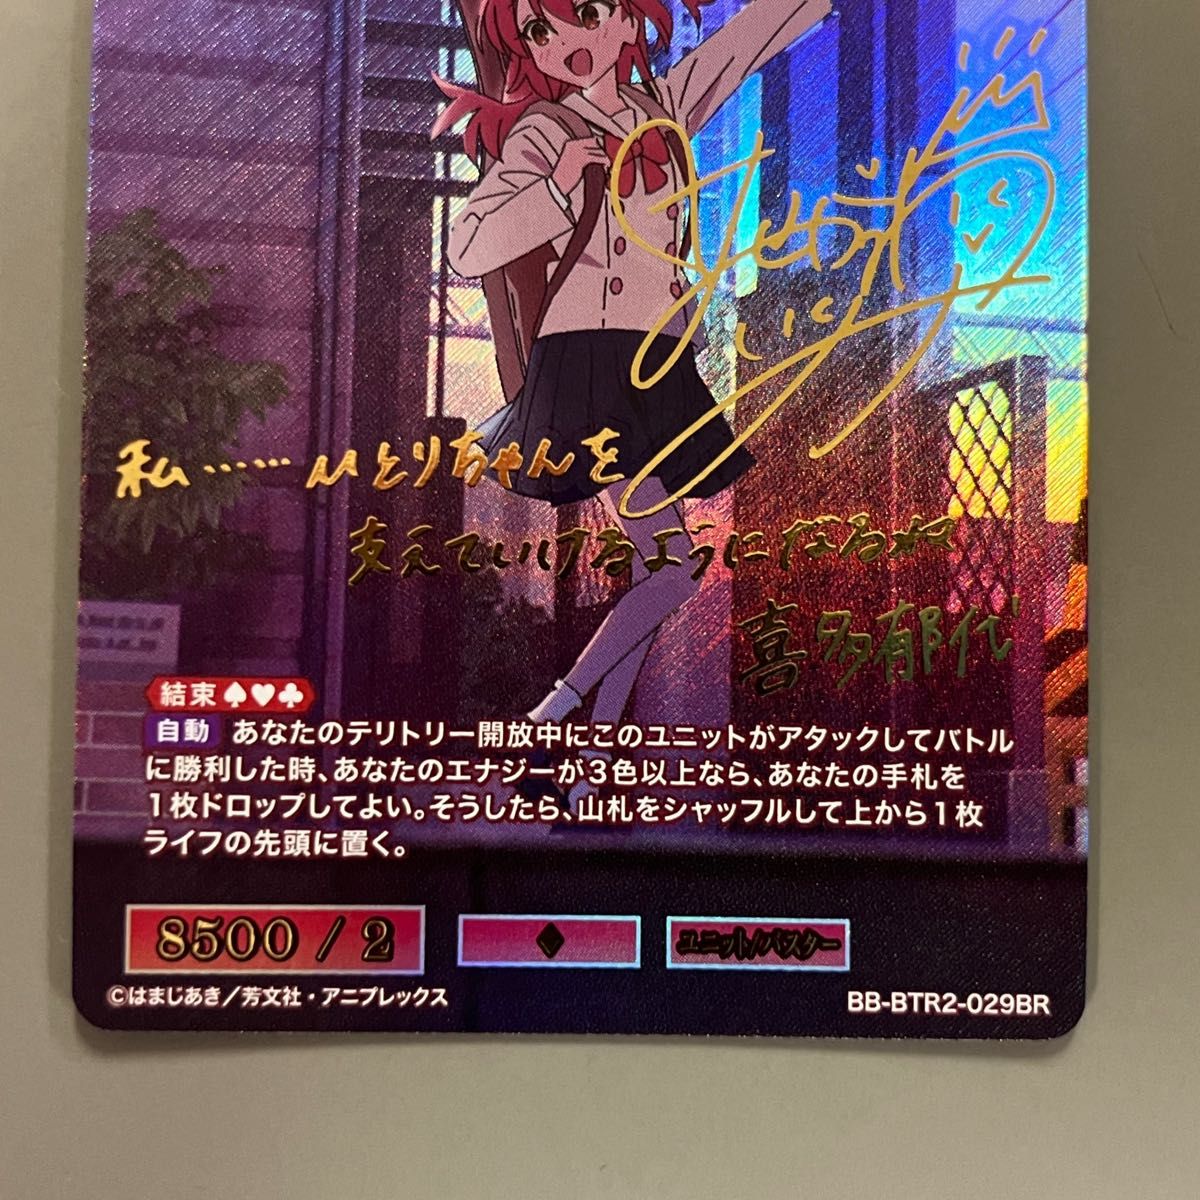 私……ひとりちゃんを
支えていけるようになるね
喜多郁代
結束♠♥♣
自動 あなたのテリトリー開放中にこのユニットがアタックしてバトル
に勝利した時、あなたのエナジーが3色以上なら、あなたの手札を
1枚ドロップしてよい。そうしたら、山札をシャッフルして上から1枚
ライフの先頭に置く。
8500 / 2 ♦ ユニット/バスター
©はまじあき／芳文社・アニプレックス BB-BTR2-029BR